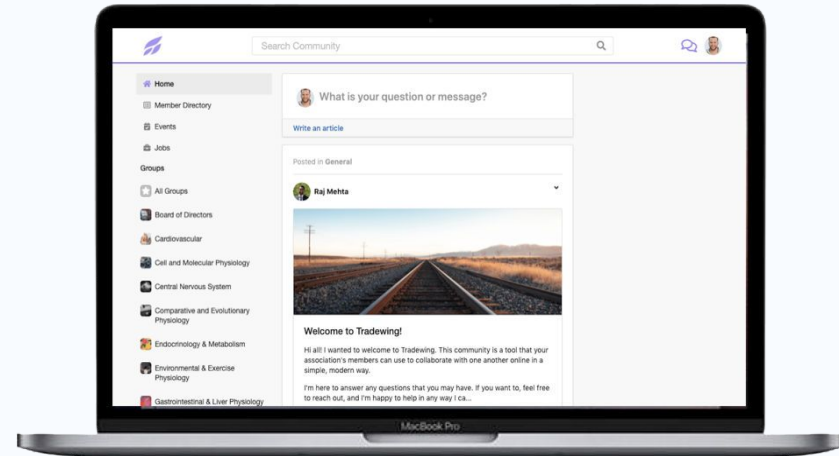 Search Community
Home
Member Directory
Events
Jobs
Groups
All Groups
Board of Directors
Cardiovascular
Cell and Molecular Physiology
Central Nervous System
Comparative and Evolutionary
Physiology
Endocrinology & Metabolism
Environmental & Exercise
Physiology
Gastrointestinal & Liver Physiology
What is your question or message?
Write an article
Posted in General
Raj Mehta
Welcome to Tradewing!
Hi all! I wanted to welcome to Tradewing. This community is a tool that your
association's members can use to collaborate with one another online in a
simple, modern way.
I'm here to answer any questions that you may have. If you want to, feel free
to reach out, and I'm happy to help in any way I ca...
MacBook Pro